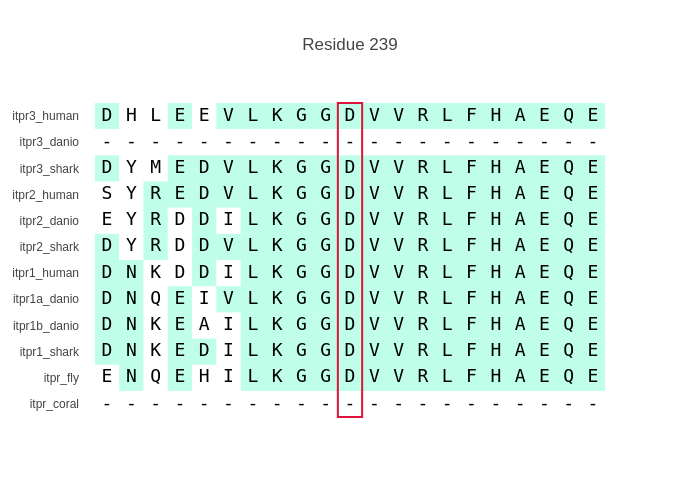 Residue 239
itpr3_human D H L E E V L K G G D V V R L F H A E Q E
itpr3_danio - - - - - - - - - - - - - - - - - - - - -
itpr3_shark D Y M E D V L K G G D V V R L F H A E Q E
itpr2_human S Y R E D V L K G G D V V R L F H A E Q E
itpr2_danio E Y R D D I L K G G D V V R L F H A E Q E
itpr2_shark D Y R D D V L K G G D V V R L F H A E Q E
itpr1_human D N K D D I L K G G D V V R L F H A E Q E
itpr1a_danio D N Q E I V L K G G D V V R L F H A E Q E
itpr1b_danio D N K E A I L K G G D V V R L F H A E Q E
itpr1_shark D N K E D I L K G G D V V R L F H A E Q E
itpr_fly E N Q E H I L K G G D V V R L F H A E Q E
itpr_coral - - - - - - - - - - - - - - - - - - - - -